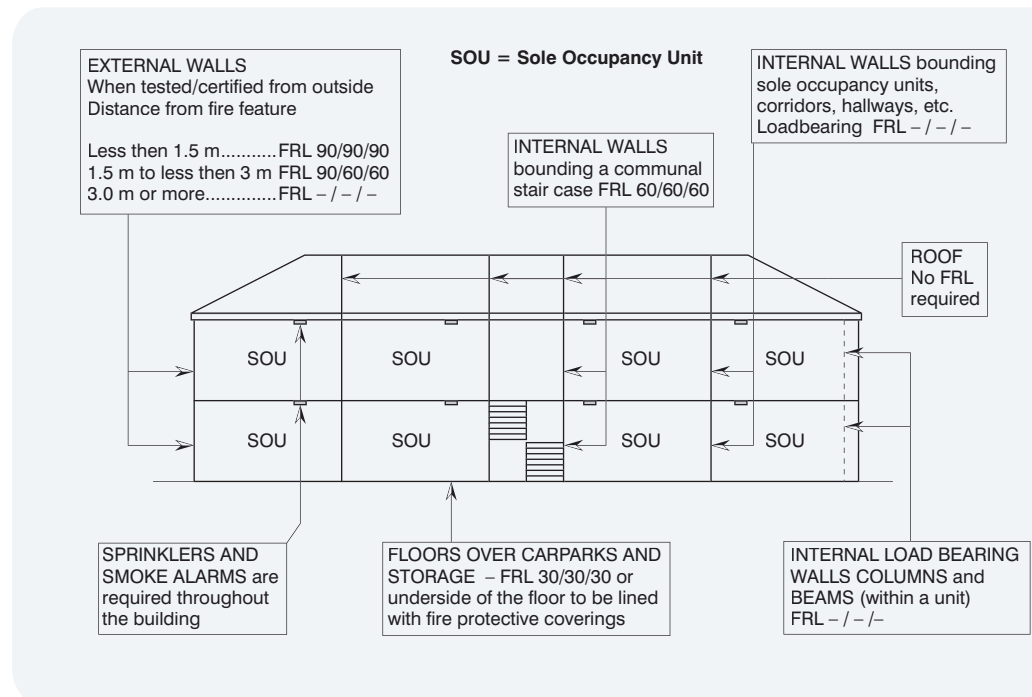 SOU = Sole Occupancy Unit
EXTERNAL WALLS
When tested/certified from outside
Distance from fire feature
Less then 1.5 m..........FRL 90/90/90
1.5 m to less then 3 m FRL 90/60/60
3.0 m or more..............FRL – / – / –
INTERNAL WALLS
bounding a communal
stair case FRL 60/60/60
INTERNAL WALLS bounding
sole occupancy units,
corridors, hallways, etc.
Loadbearing FRL – / – / –
ROOF
No FRL
required
SOU
SOU
SOU
SOU
SOU
SOU
SOU
SOU
SPRINKLERS AND
SMOKE ALARMS are
required throughout
the building
FLOORS OVER CARPARKS AND
STORAGE – FRL 30/30/30 or
underside of the floor to be lined
with fire protective coverings
INTERNAL LOAD BEARING
WALLS COLUMNS and
BEAMS (within a unit)
FRL – / – /–